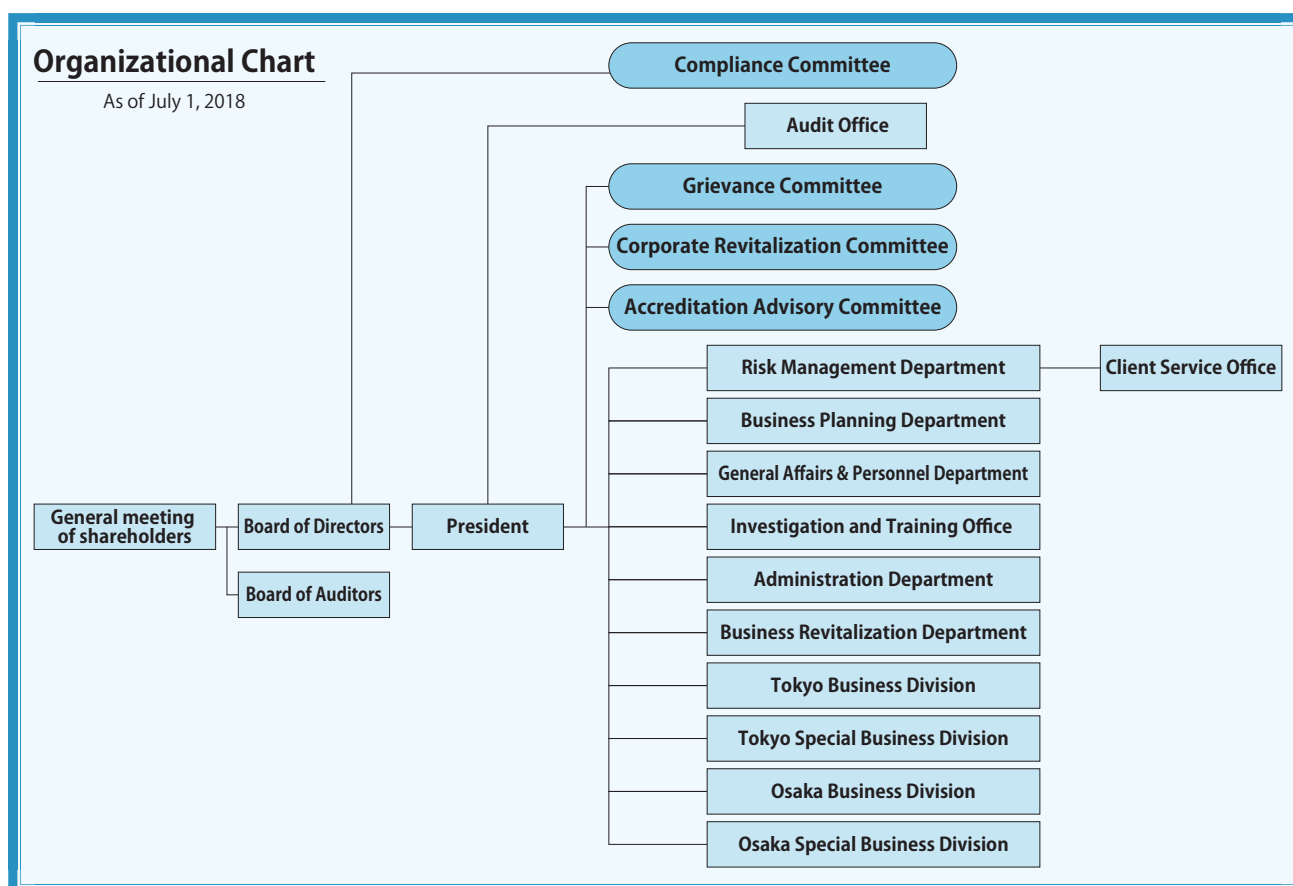 Organizational Chart
As of July 1, 2018
Compliance Committee
Audit Office
Grievance Committee
Corporate Revitalization Committee
Accreditation Advisory Committee
Risk Management Department
Client Service Office
Business Planning Department
General Affairs & Personnel Department
General meeting
of shareholders
Board of Directors
President
Investigation and Training Office
Board of Auditors
Administration Department
Business Revitalization Department
Tokyo Business Division
Tokyo Special Business Division
Osaka Business Division
Osaka Special Business Division